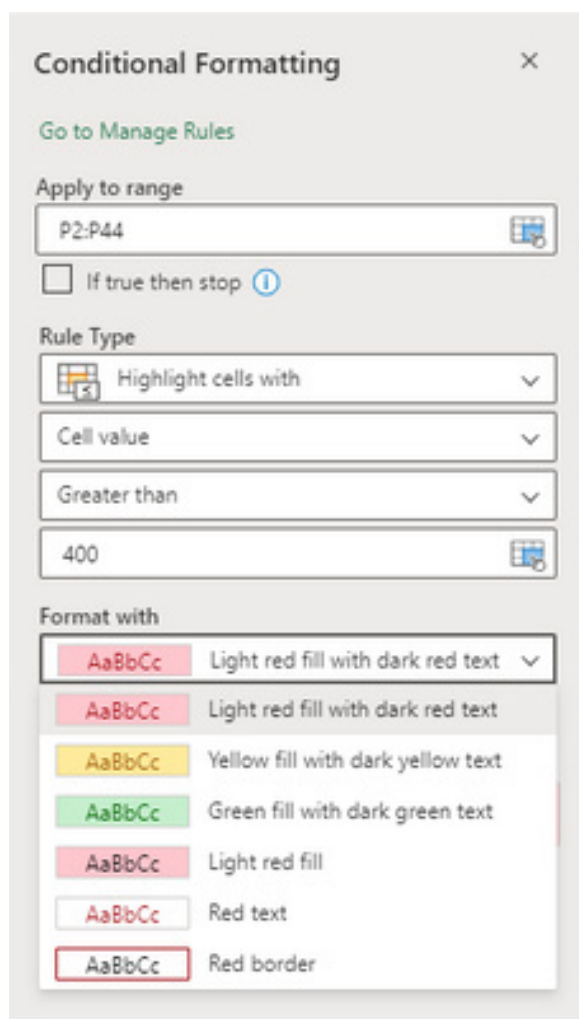 Conditional Formatting
Go to Manage Rules
Apply to range
P2:P44
If true then stop
Rule Type
Highlight cells with
Cell value
Greater than
400
Format with
AaBbCc Light red fill with dark red text
AaBbCc Light red fill with dark red text
AaBbCc Yellow fill with dark yellow text
AaBbCc Green fill with dark green text
AaBbCc Light red fill
AaBbCc Red text
AaBbCc Red border